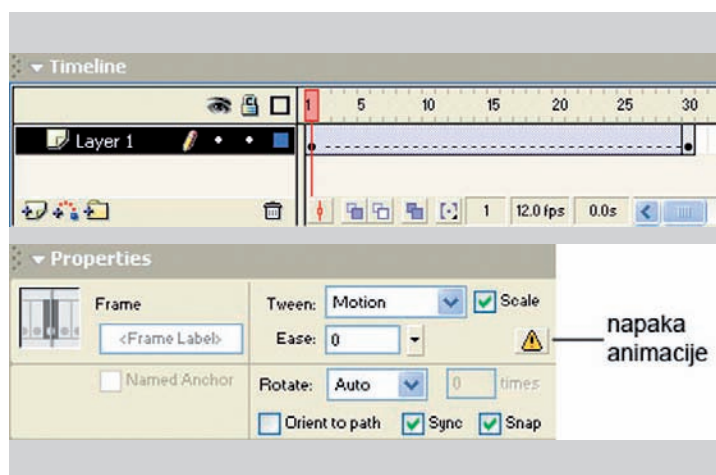 Timeline
1 5 10 15 20 25 30
Layer 1
1 12.0 fps 0.0s
Properties
Frame Tween: Motion Scale
<Frame Label> Ease: 0
napaka
animacije
Named Anchor Rotate: Auto 0 times
Orient to path Sync Snap